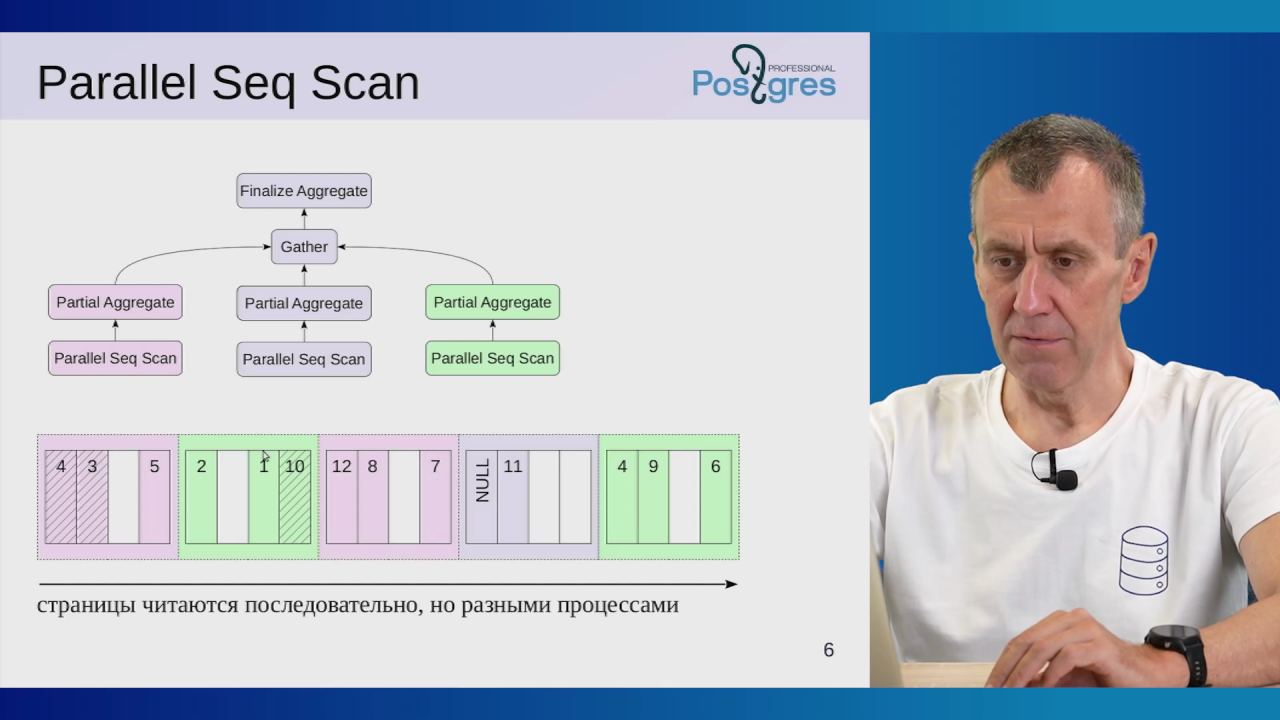 Parallel Seq Scan
PROFESSIONAL
Postgres
Finalize Aggregate
Gather
Partial Aggregate
Partial Aggregate
Partial Aggregate
Parallel Seq Scan
Parallel Seq Scan
Parallel Seq Scan
4 3 5 2 1 10 12 8 7 NULL 11 4 9 6
страницы читаются последовательно, но разными процессами
6